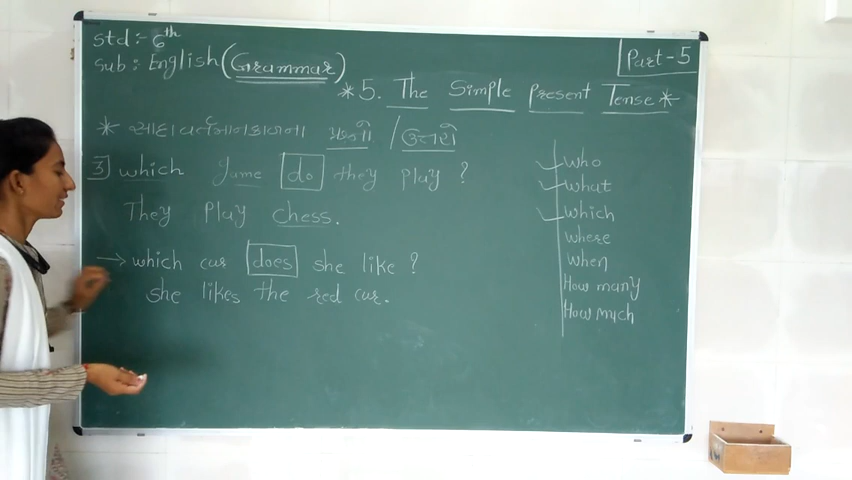 std:- 6th
Sub: English (Grammar)
Part-5
* 5. The Simple Present Tense *
* સાદા વર્તમાનકાળના પ્રશ્નો / ઉત્તરો
3 which game do they play ?
They play chess.
→ which car does she like ?
she likes the red car.
who
what
which
where
when
How many
How much